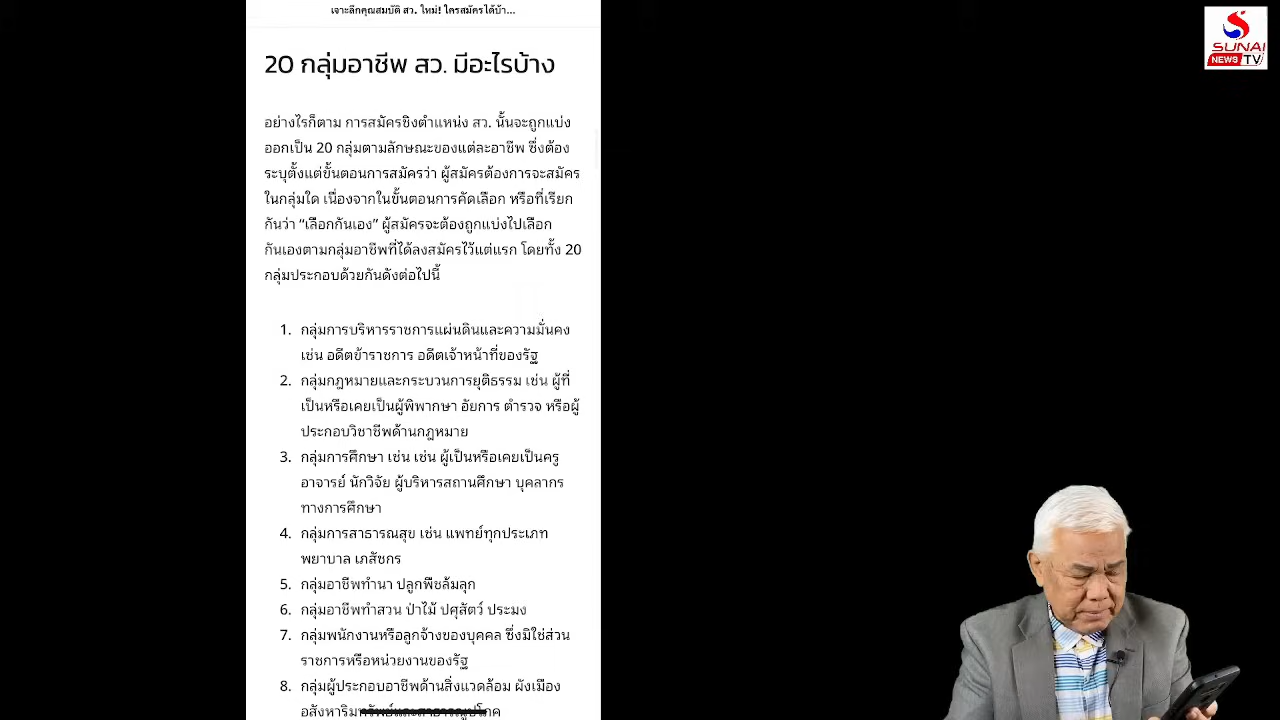 เจาะลึกคุณสมบัติ สว. ใหม่! ใครสมัครได้บ้า...
20 กลุ่มอาชีพ สว. มีอะไรบ้าง
อย่างไรก็ตาม การสมัครชิงตำแหน่ง สว. นั้นจะถูกแบ่ง
ออกเป็น 20 กลุ่มตามลักษณะของแต่ละอาชีพ ซึ่งต้อง
ระบุตั้งแต่ขั้นตอนการสมัครว่า ผู้สมัครต้องการจะสมัคร
ในกลุ่มใด เนื่องจากในขั้นตอนการคัดเลือก หรือที่เรียก
กันว่า “เลือกกันเอง” ผู้สมัครจะต้องถูกแบ่งไปเลือก
กันเองตามกลุ่มอาชีพที่ได้ลงสมัครไว้แต่แรก โดยทั้ง 20
กลุ่มประกอบด้วยกันดังต่อไปนี้
1. กลุ่มการบริหารราชการแผ่นดินและความมั่นคง
เช่น อดีตข้าราชการ อดีตเจ้าหน้าที่ของรัฐ
2. กลุ่มกฎหมายและกระบวนการยุติธรรม เช่น ผู้ที่
เป็นหรือเคยเป็นผู้พิพากษา อัยการ ตำรวจ หรือผู้
ประกอบวิชาชีพด้านกฎหมาย
3. กลุ่มการศึกษา เช่น เช่น ผู้เป็นหรือเคยเป็นครู
อาจารย์ นักวิจัย ผู้บริหารสถานศึกษา บุคลากร
ทางการศึกษา
4. กลุ่มการสาธารณสุข เช่น แพทย์ทุกประเภท
พยาบาล เภสัชกร
5. กลุ่มอาชีพทำนา ปลูกพืชล้มลุก
6. กลุ่มอาชีพทำสวน ป่าไม้ ปศุสัตว์ ประมง
7. กลุ่มพนักงานหรือลูกจ้างของบุคคล ซึ่งมิใช่ส่วน
ราชการหรือหน่วยงานของรัฐ
8. กลุ่มผู้ประกอบอาชีพด้านสิ่งแวดล้อม ผังเมือง
อสังหาริมทรัพย์และสาธารณูปโภค
SUNAI
NEWS TV